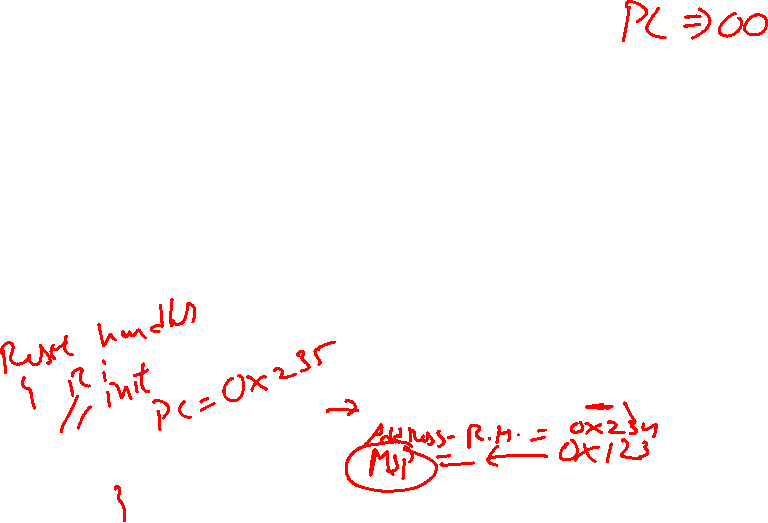 PC ⇒ 00
Reset handler
{ // R init
PC = 0x235
→ Address - R.H. = 0x234
MSP = ← 0x123
}